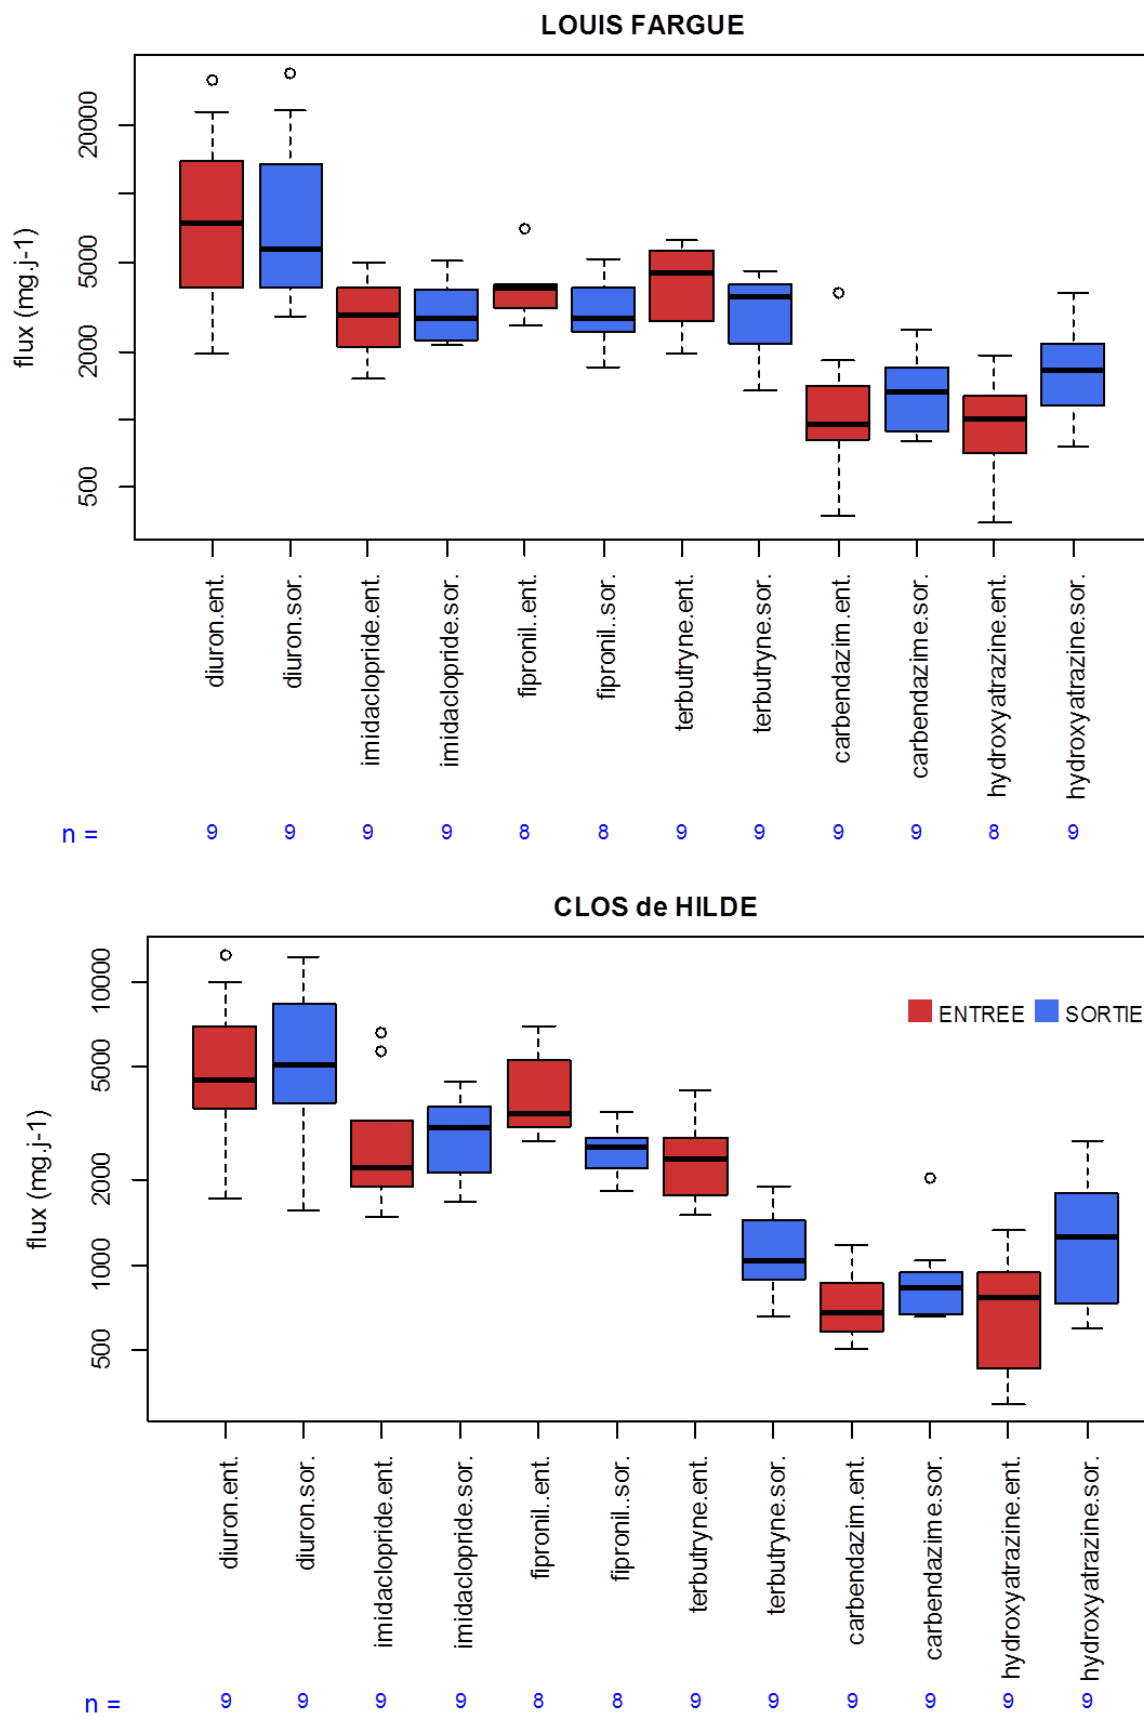 LOUIS FARGUE
flux (mg.j-1)
20000
5000
2000
500
diuron.ent.
diuron.sor.
imidaclopride.ent.
imidaclopride.sor.
fipronil..ent.
fipronil..sor.
terbutryne.ent.
terbutryne.sor.
carbendazim.ent.
carbendazime.sor.
hydroxyatrazine.ent.
hydroxyatrazine.sor.
n = 9 9 9 9 8 8 9 9 9 9 8 9
CLOS de HILDE
flux (mg.j-1)
10000
5000
2000
1000
500
ENTREE SORTIE
diuron.ent.
diuron.sor.
imidaclopride.ent.
imidaclopride.sor.
fipronil..ent.
fipronil..sor.
terbutryne.ent.
terbutryne.sor.
carbendazim.ent.
carbendazime.sor.
hydroxyatrazine.ent.
hydroxyatrazine.sor.
n = 9 9 9 9 8 8 9 9 9 9 9 9